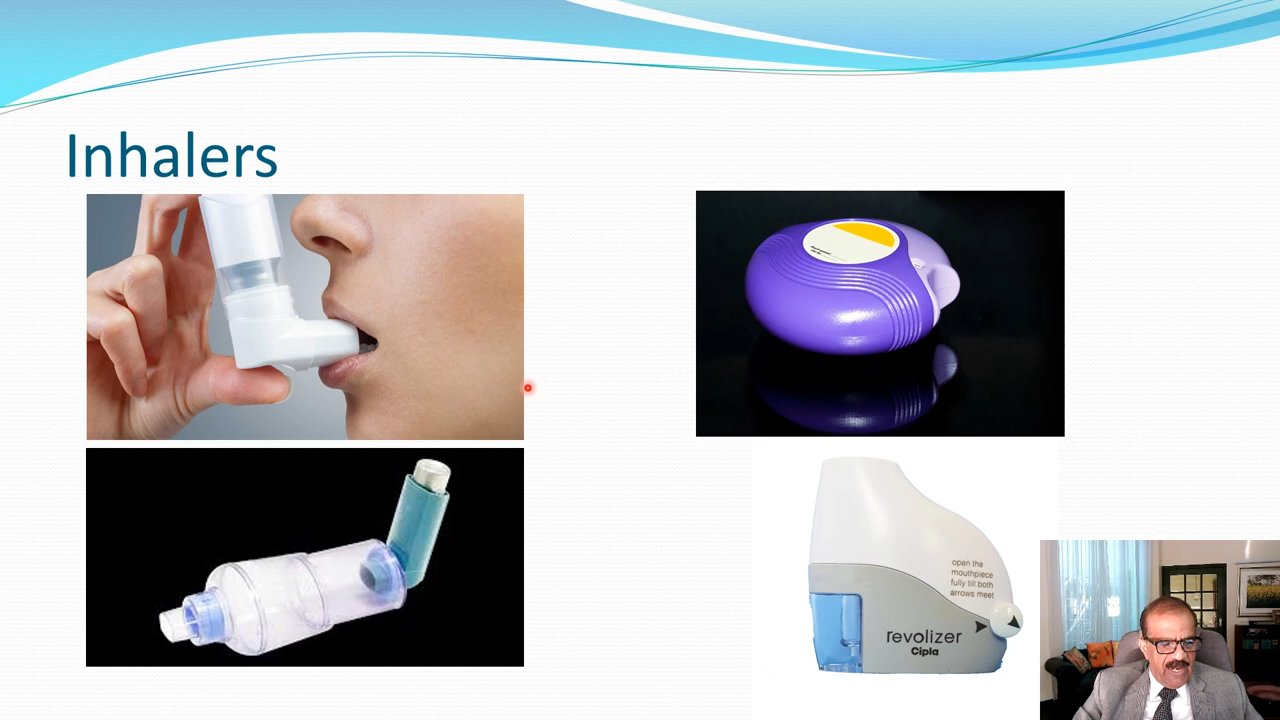 Inhalers
open the
mouthpiece
fully till both
arrows meet
revolizer
Cipla